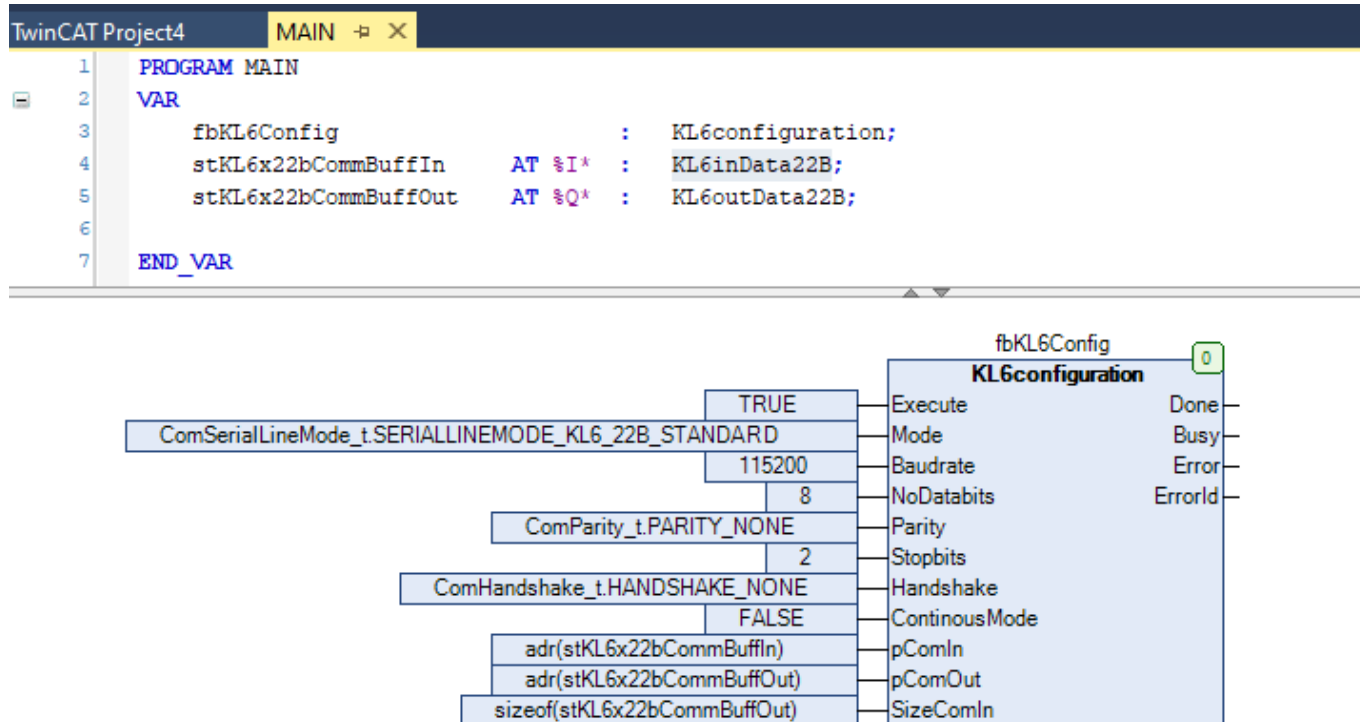 TwinCAT Project4 MAIN
1 PROGRAM MAIN
2 VAR
3 fbKL6Config : KL6configuration;
4 stKL6x22bCommBuffIn AT %I* : KL6inData22B;
5 stKL6x22bCommBuffOut AT %Q* : KL6outData22B;
6
7 END_VAR
fbKL6Config
0
KL6configuration
TRUE Execute Done
ComSerialLineMode_t.SERIALLINEMODE_KL6_22B_STANDARD Mode Busy
115200 Baudrate Error
8 NoDatabits ErrorId
ComParity_t.PARITY_NONE Parity
2 Stopbits
ComHandshake_t.HANDSHAKE_NONE Handshake
FALSE ContinousMode
adr(stKL6x22bCommBuffIn) pComIn
adr(stKL6x22bCommBuffOut) pComOut
sizeof(stKL6x22bCommBuffOut) SizeComIn